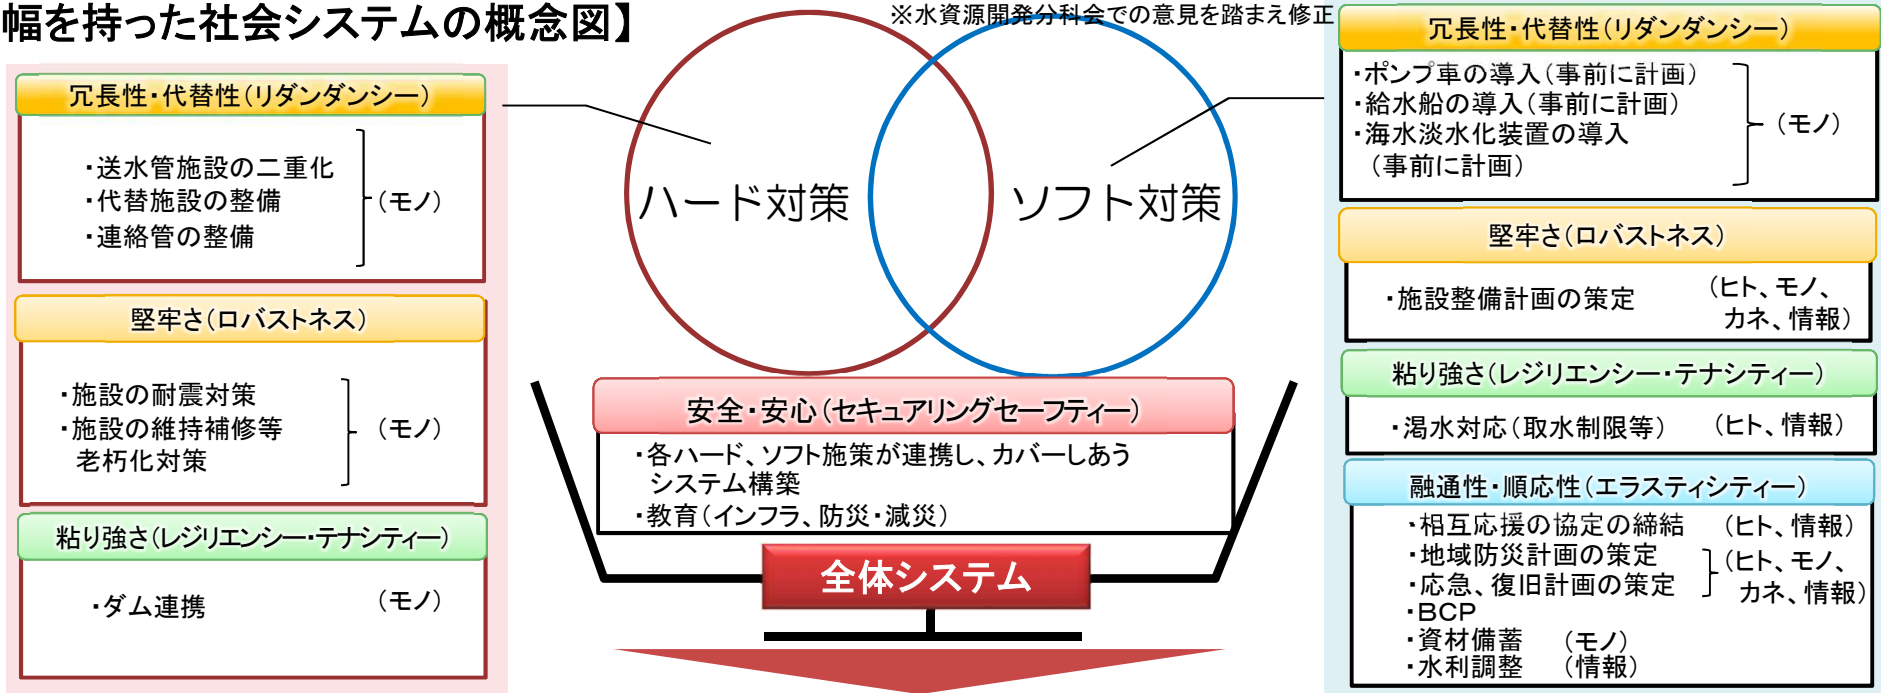 幅を持った社会システムの概念図】
※水資源開発分科会での意見を踏まえ修正
冗長性・代替性(リダンダンシー)
・送水管施設の二重化
・代替施設の整備
・連絡管の整備
(モノ)
堅牢さ(ロバストネス)
・施設の耐震対策
・施設の維持補修等
老朽化対策
(モノ)
粘り強さ(レジリエンシー・テナシティー)
・ダム連携
(モノ)
ハード対策
ソフト対策
安全・安心(セキュアリングセーフティー)
・各ハード、ソフト施策が連携し、カバーしあう
システム構築
・教育(インフラ、防災・減災)
全体システム
冗長性・代替性(リダンダンシー)
・ポンプ車の導入(事前に計画)
・給水船の導入(事前に計画)
・海水淡水化装置の導入
(事前に計画)
(モノ)
堅牢さ(ロバストネス)
・施設整備計画の策定
(ヒト、モノ、
カネ、情報)
粘り強さ(レジリエンシー・テナシティー)
・渇水対応(取水制限等)
(ヒト、情報)
融通性・順応性(エラスティシティー)
・相互応援の協定の締結
(ヒト、情報)
・地域防災計画の策定
・応急、復旧計画の策定
(ヒト、モノ、
カネ、情報)
・BCP
・資材備蓄 (モノ)
・水利調整 (情報)